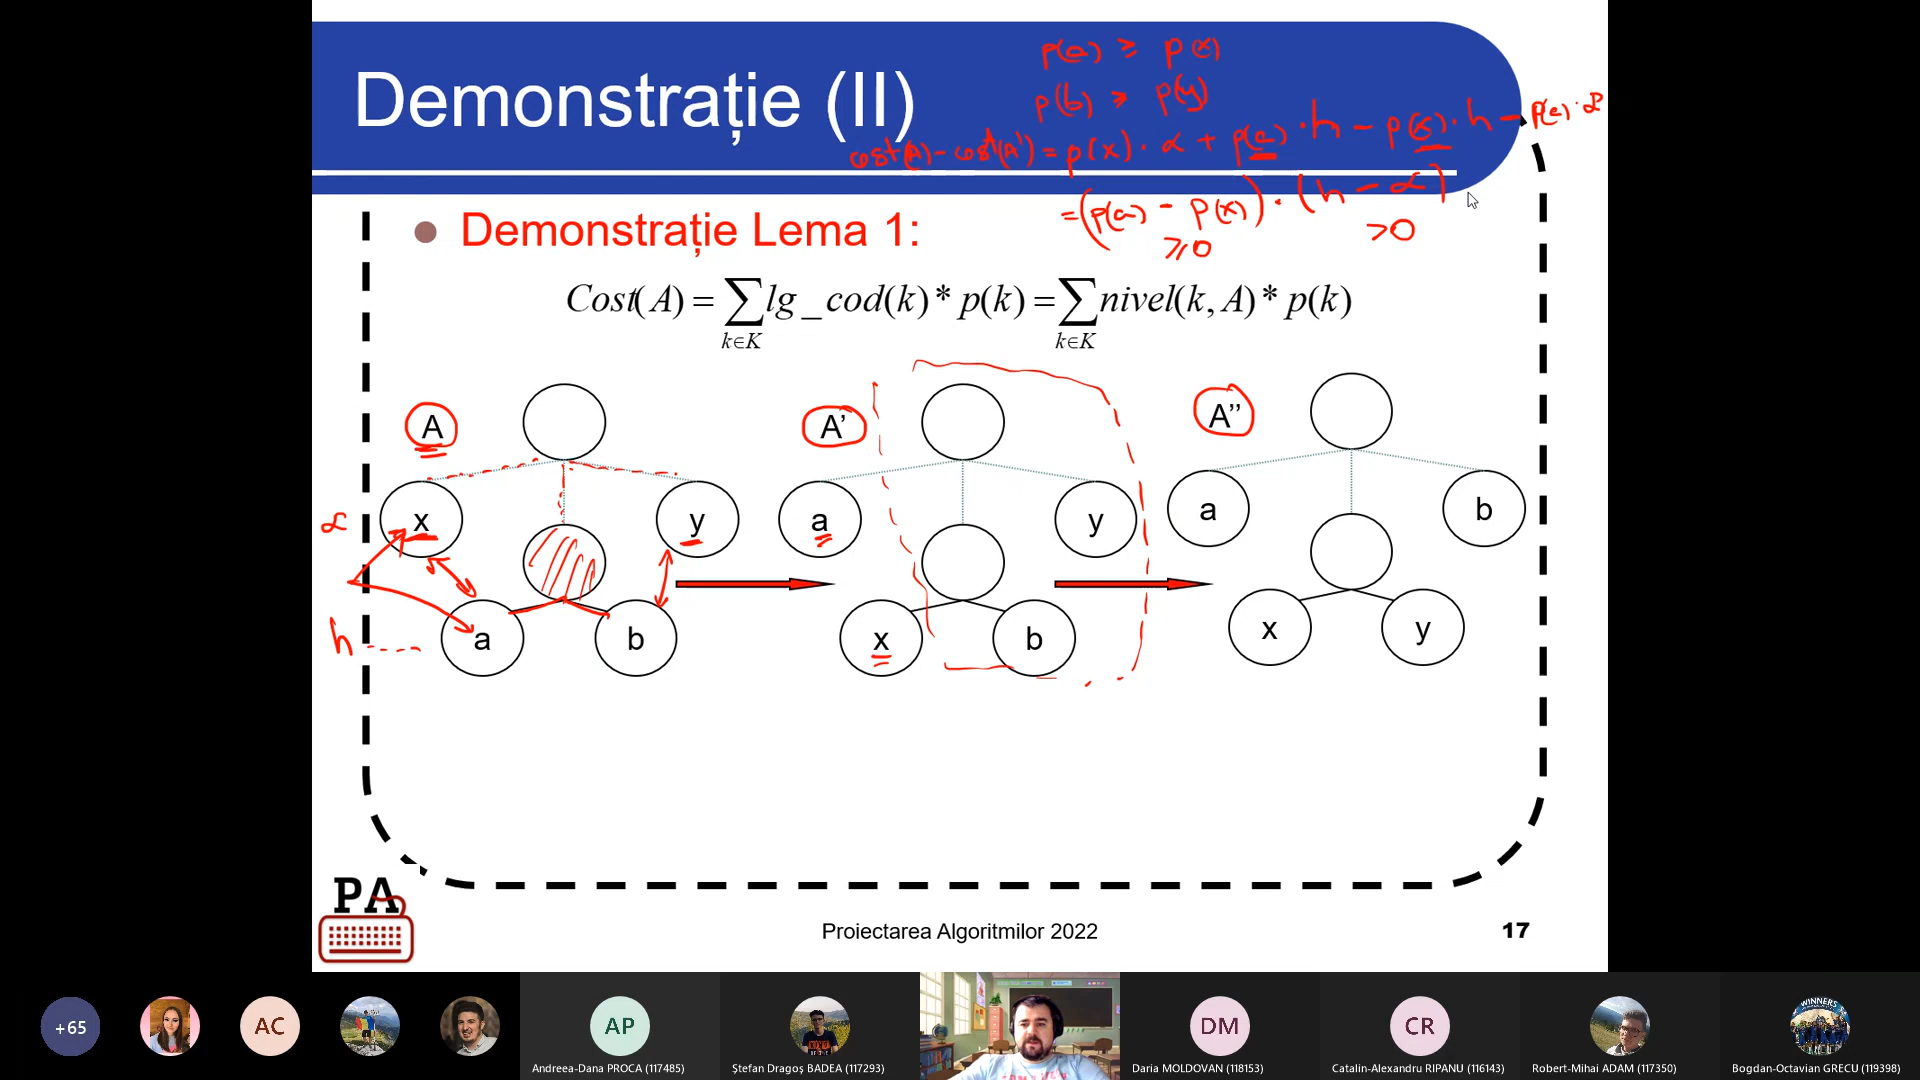 Demonstrație (II)
p(a) ≥ p(x)
p(b) ≥ p(y)
cost(A) - cost(A') = p(x) · α + p(a) · h - p(x) · h - p(a) · α
= (p(a) - p(x)) · (h - α)
≥0 >0
Demonstrație Lema 1:
Cost(A) = ∑ lg_cod(k) * p(k) = ∑ nivel(k, A) * p(k)
k∈K k∈K
A A' A''
x y a y a b
α
a b x b x y
h
PA
Proiectarea Algoritmilor 2022
17
+65
AC
AP
DM
CR
WINNERS
Andreea-Dana PROCA (117485)
Ștefan Dragoș BADEA (117293)
Daria MOLDOVAN (118153)
Catalin-Alexandru RIPANU (116143)
Robert-Mihai ADAM (117350)
Bogdan-Octavian GRECU (119398)